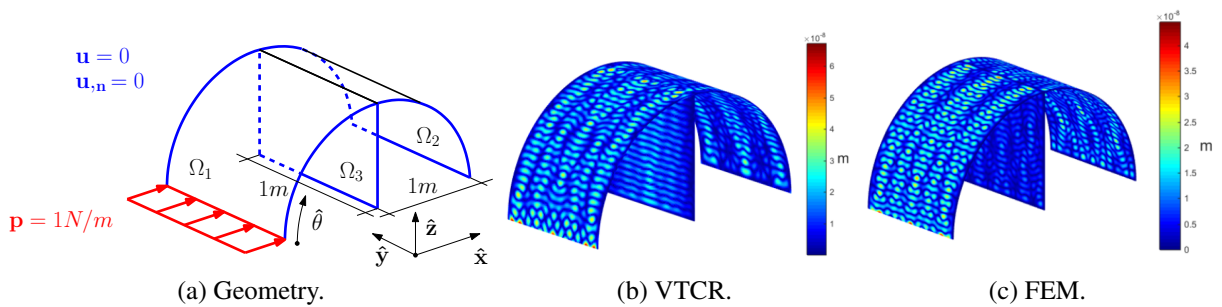 u = 0
u,ₙ = 0
Ω₁
Ω₂
Ω₃
1m
1m
p = 1N/m
θ̂
ẑ
ŷ
x̂
(a) Geometry.
×10⁻⁸
6
5
4
3
2
1
m
(b) VTCR.
×10⁻⁸
4
3.5
3
2.5
2
1.5
1
0.5
0
m
(c) FEM.